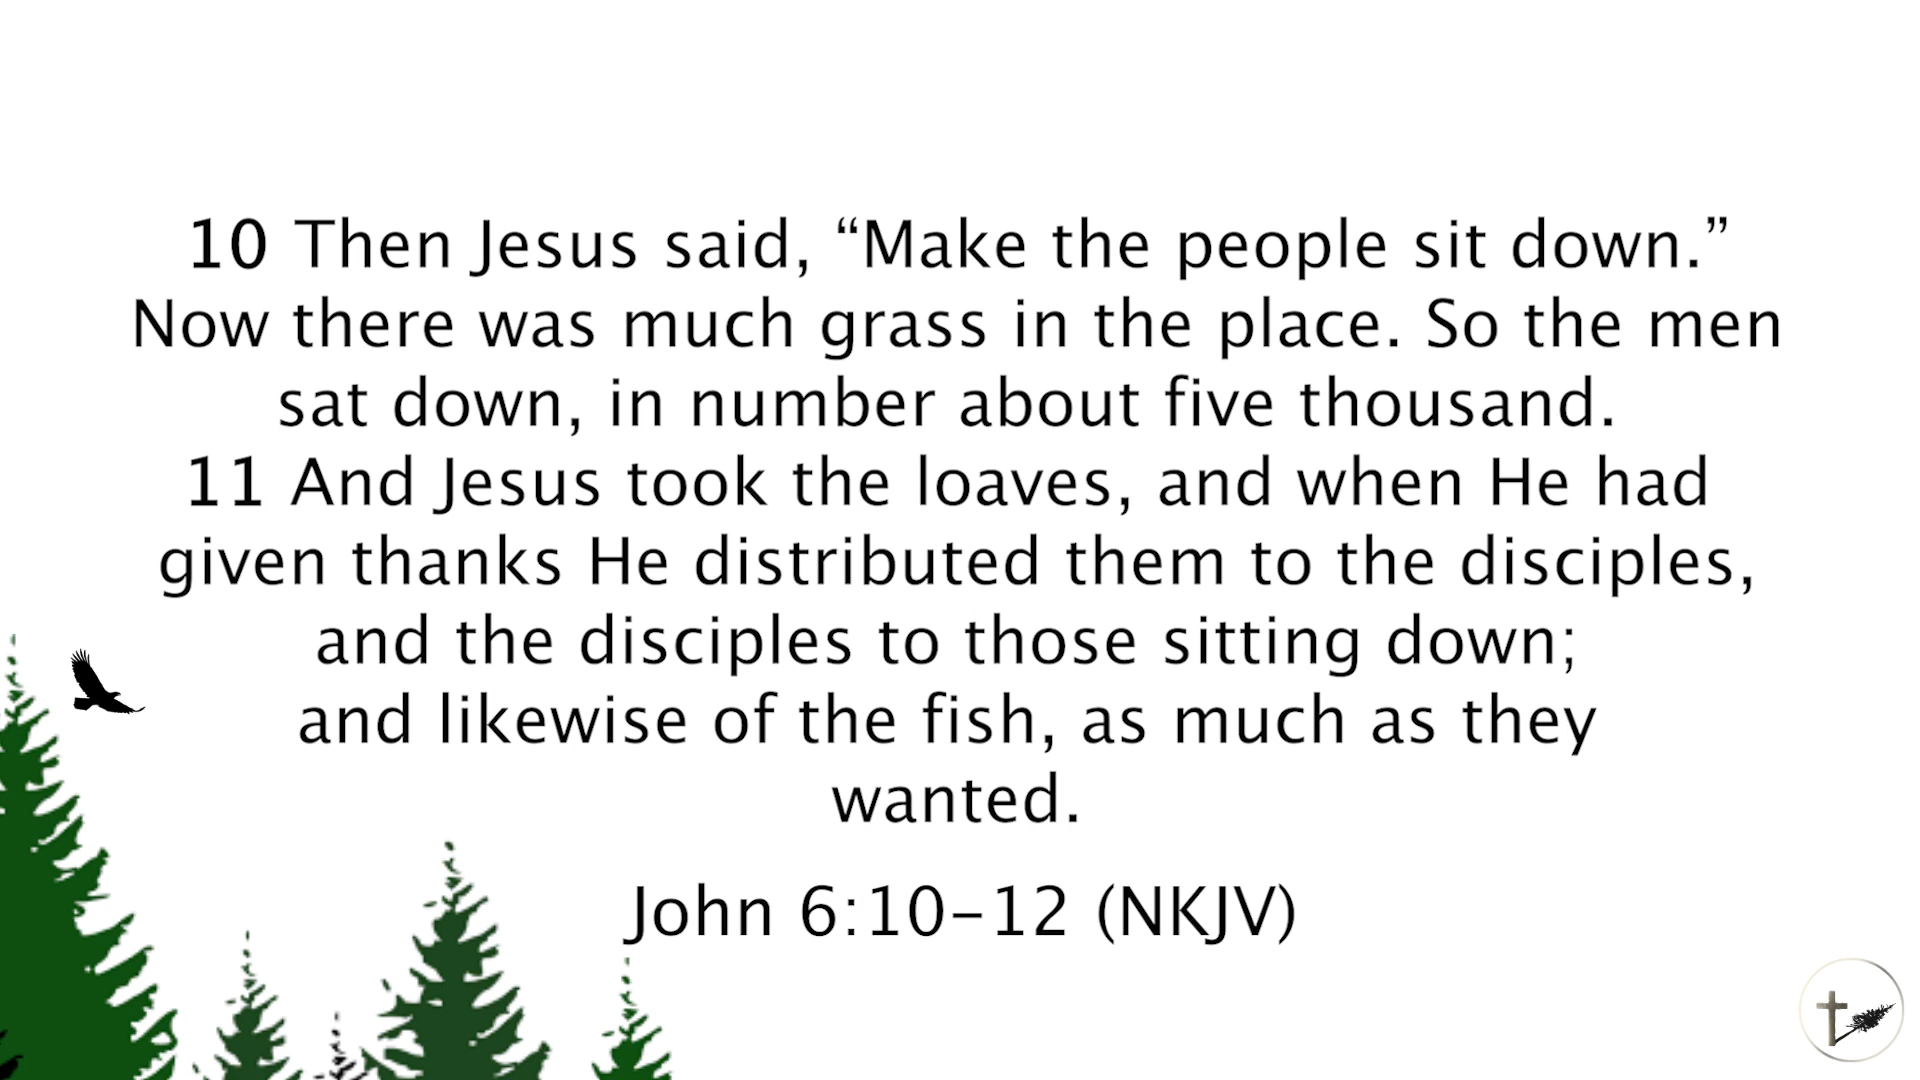 10 Then Jesus said, “Make the people sit down.”
Now there was much grass in the place. So the men
sat down, in number about five thousand.
11 And Jesus took the loaves, and when He had
given thanks He distributed them to the disciples,
and the disciples to those sitting down;
and likewise of the fish, as much as they
wanted.
John 6:10-12 (NKJV)